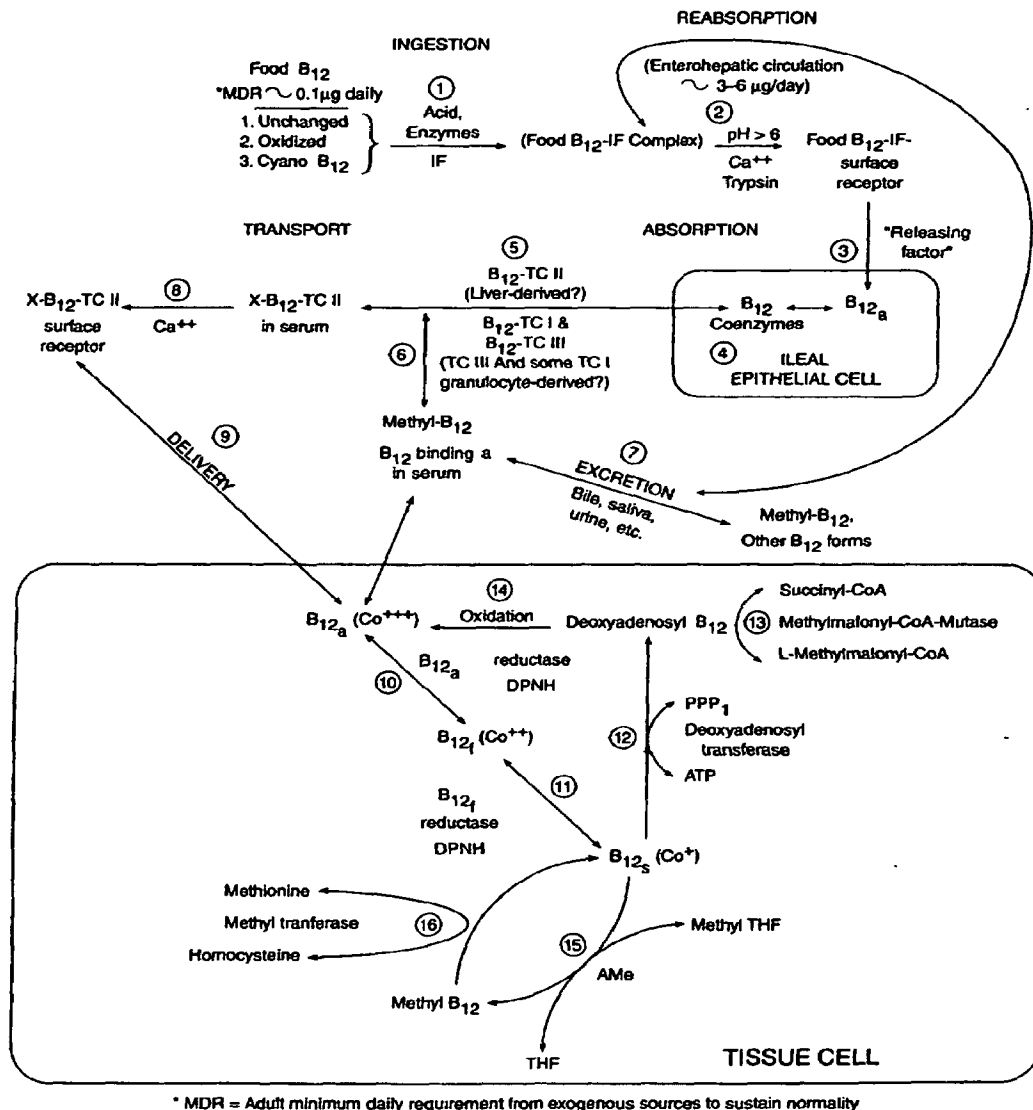 REABSORPTION
INGESTION
Food B12
*MDR ~ 0.1μg daily
1. Unchanged
2. Oxidized
3. Cyano B12
①
Acid,
Enzymes
IF
(Enterohepatic circulation
~ 3–6 μg/day)
(Food B12-IF Complex)
②
pH > 6
Ca++
Trypsin
Food B12-IF-
surface
receptor
TRANSPORT
ABSORPTION
③
"Releasing
factor"
X-B12-TC II
surface
receptor
⑧
Ca++
X-B12-TC II
in serum
⑤
B12-TC II
(Liver-derived?)
B12-TC I &
B12-TC III
(TC III And some TC I
granulocyte-derived?)
⑥
B12
Coenzymes
B12a
④
ILEAL
EPITHELIAL CELL
Methyl-B12
B12 binding a
in serum
⑨
DELIVERY
⑦
EXCRETION
Bile, saliva,
urine, etc.
Methyl-B12,
Other B12 forms
B12a (Co+++)
⑭
Oxidation
Deoxyadenosyl B12
Succinyl-CoA
⑬ Methylmalonyl-CoA-Mutase
L-Methylmalonyl-CoA
⑩
B12a reductase
DPNH
B12f (Co++)
⑫
PPP1
Deoxyadenosyl
transferase
ATP
⑪
B12f
reductase
DPNH
B12s (Co+)
Methionine
Methyl tranferase
Homocysteine
⑯
⑮
Methyl THF
AMe
Methyl B12
THF
TISSUE CELL
* MDR = Adult minimum daily requirement from exogenous sources to sustain normality